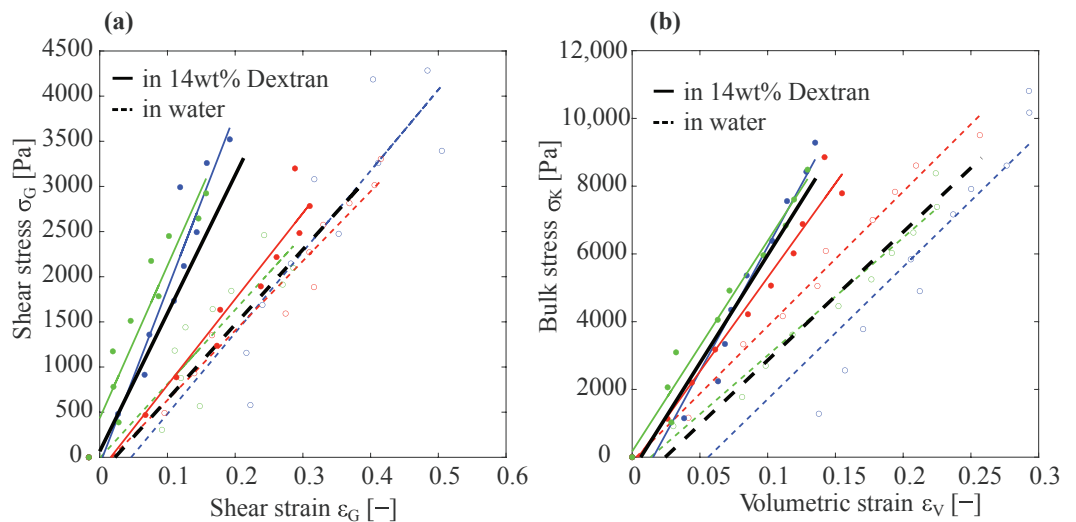 (a)
4500
4000
3500
3000
2500
2000
1500
1000
500
0
in 14wt% Dextran
in water
Shear stress σG [Pa]
0 0.1 0.2 0.3 0.4 0.5 0.6
Shear strain εG [−]
(b)
12,000
10,000
8000
6000
4000
2000
0
in 14wt% Dextran
in water
Bulk stress σK [Pa]
0 0.05 0.1 0.15 0.2 0.25 0.3
Volumetric strain εV [−]